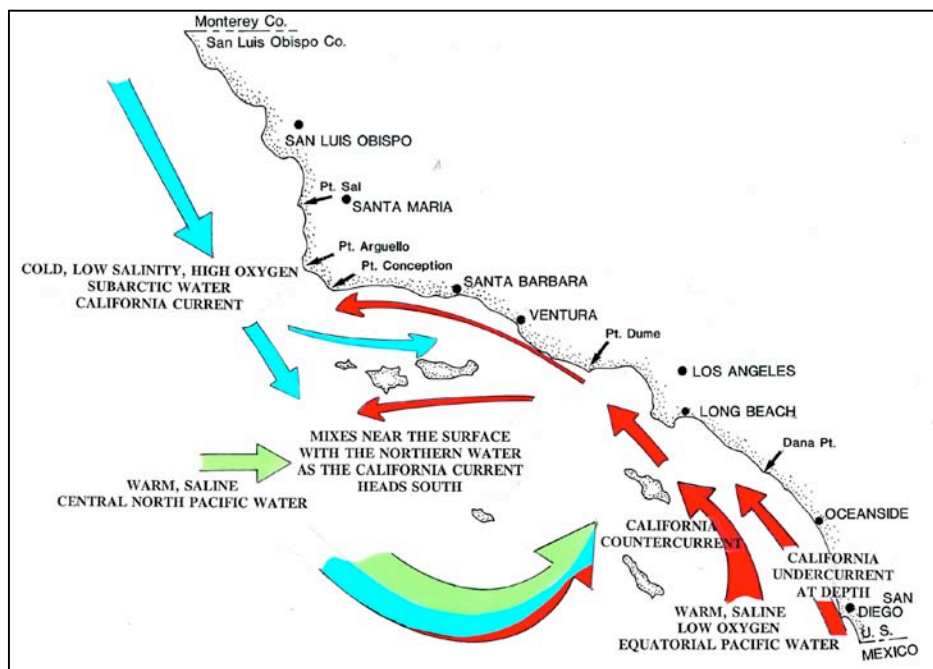 Monterey Co.
San Luis Obispo Co.
SAN LUIS OBISPO
Pt. Sal
SANTA MARIA
Pt. Arguello
Pt. Conception
COLD, LOW SALINITY, HIGH OXYGEN
SUBARCTIC WATER
CALIFORNIA CURRENT
SANTA BARBARA
VENTURA
Pt. Dume
LOS ANGELES
LONG BEACH
Dana Pt.
MIXES NEAR THE SURFACE
WITH THE NORTHERN WATER
AS THE CALIFORNIA CURRENT
HEADS SOUTH
WARM, SALINE
CENTRAL NORTH PACIFIC WATER
OCEANSIDE
CALIFORNIA
COUNTERCURRENT
CALIFORNIA
UNDERCURRENT
AT DEPTH
WARM, SALINE
LOW OXYGEN
EQUATORIAL PACIFIC WATER
SAN
DIEGO
U. S.
MEXICO